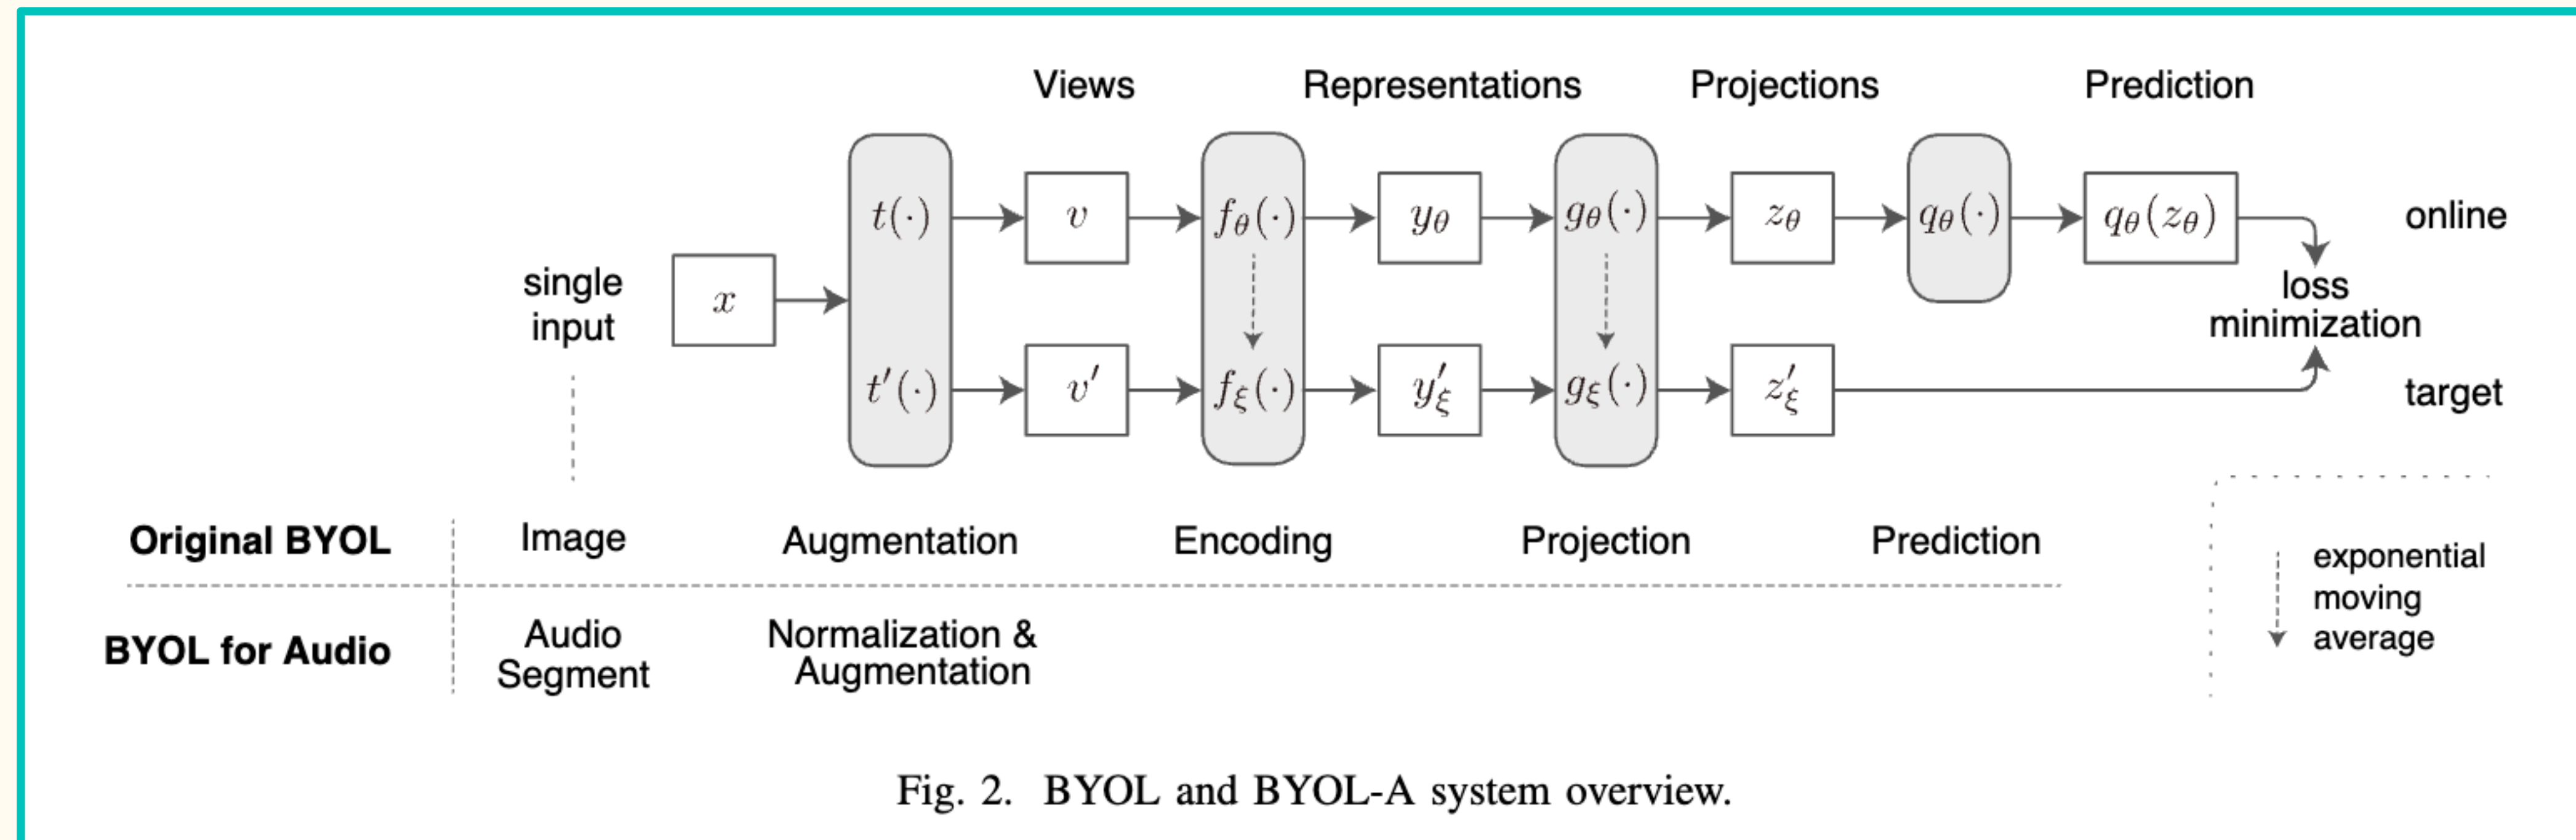 Views Representations Projections Prediction
t(·) v fθ(·) yθ gθ(·) zθ qθ(·) qθ(zθ) online
single
input
x
loss
minimization
t′(·) v′ fξ(·) y′ξ gξ(·) z′ξ target
Original BYOL Image Augmentation Encoding Projection Prediction
BYOL for Audio Audio
Segment
Normalization &
Augmentation
exponential
moving
average
Fig. 2. BYOL and BYOL-A system overview.